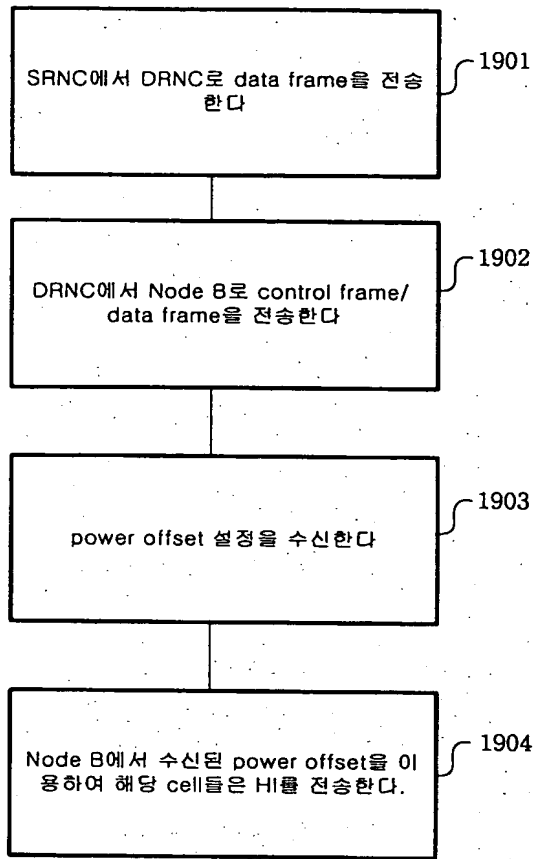 SRNC에서 DRNC로 data frame을 전송
한다
1901
DRNC에서 Node B로 control frame/
data frame을 전송한다
1902
power offset 설정을 수신한다
1903
Node B에서 수신된 power offset을 이
용하여 해당 cell들은 HI를 전송한다.
1904